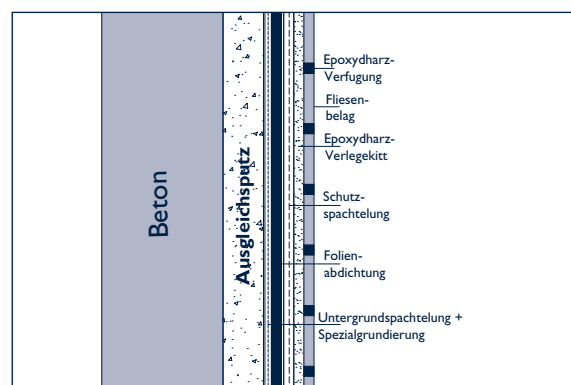 Beton
Ausgleichsputz
Epoxydharz-
Verfugung
Fliesen-
belag
Epoxydharz-
Verlegekitt
Schutz-
spachtelung
Folien-
abdichtung
Untergrundspachtelung +
Spezialgrundierung